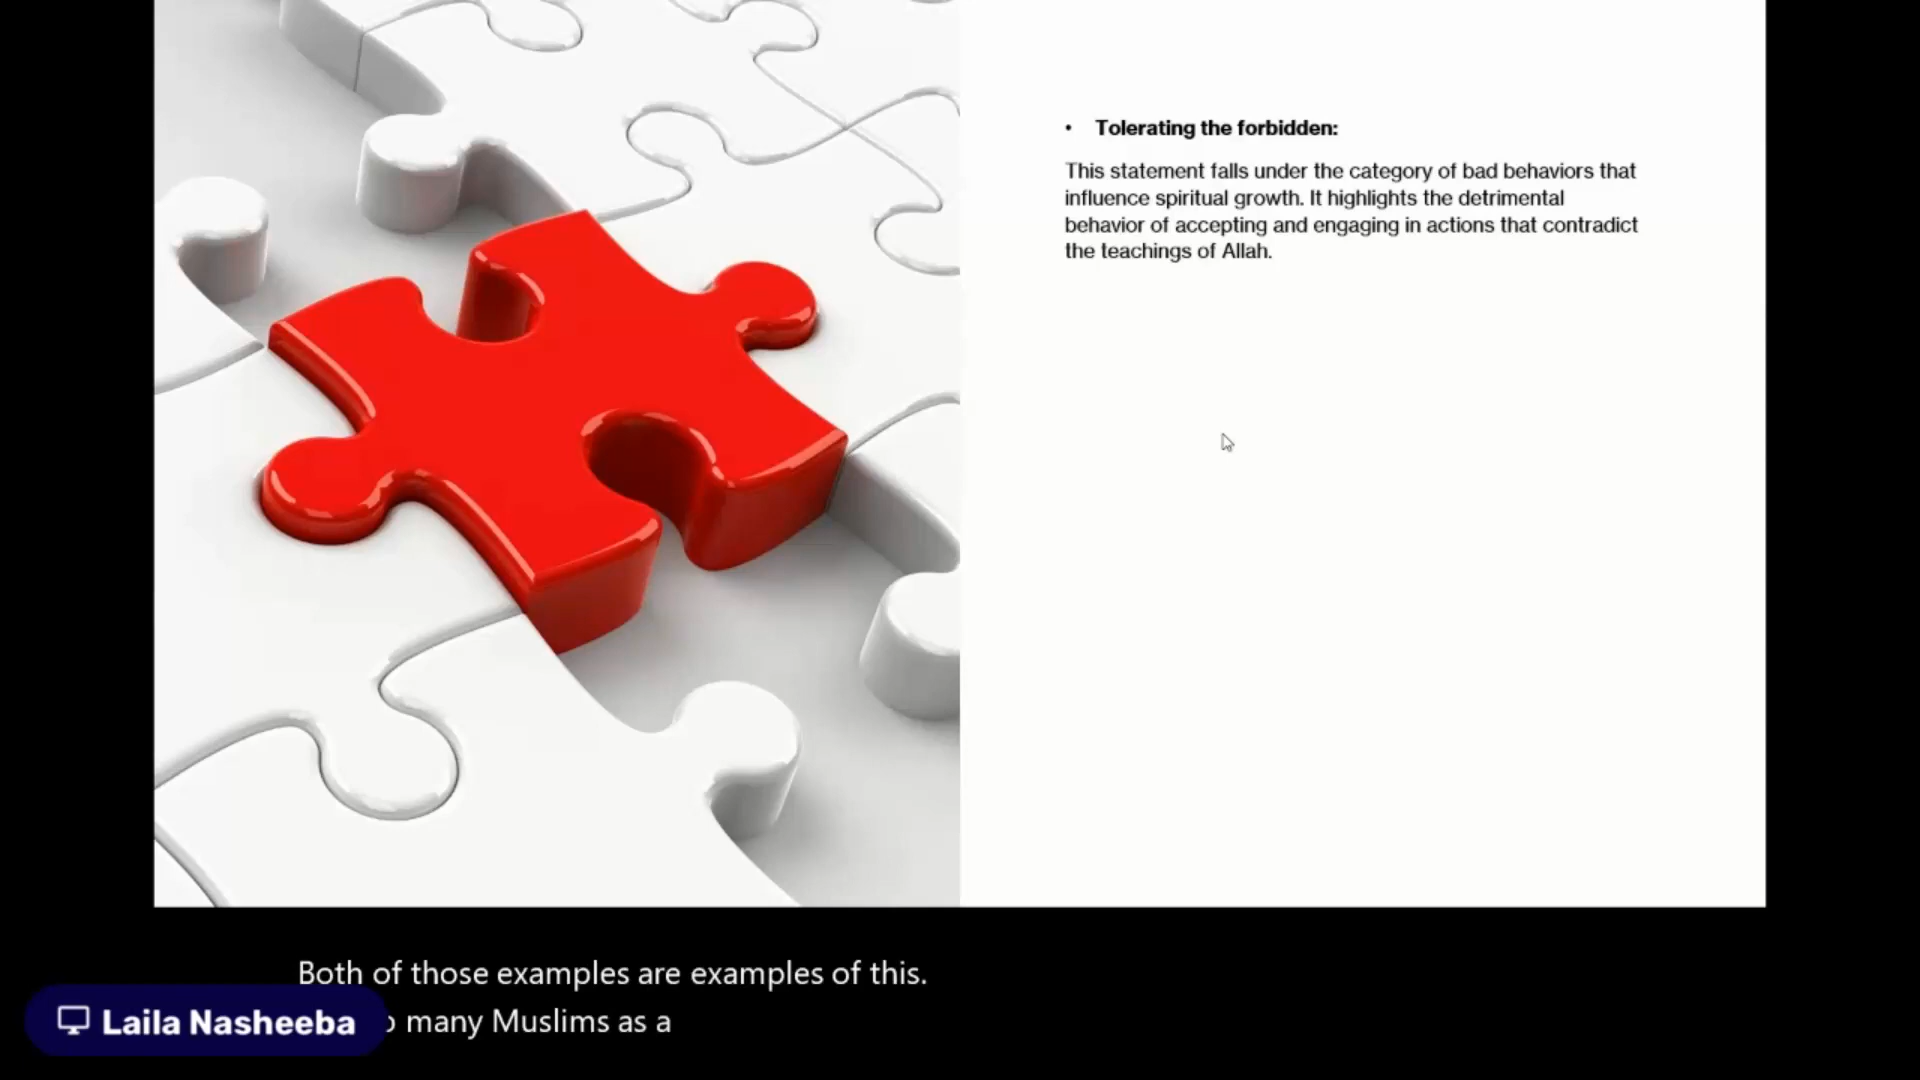 • Tolerating the forbidden:
This statement falls under the category of bad behaviors that
influence spiritual growth. It highlights the detrimental
behavior of accepting and engaging in actions that contradict
the teachings of Allah.
Both of those examples are examples of this.
many Muslims as a
Laila Nasheeba